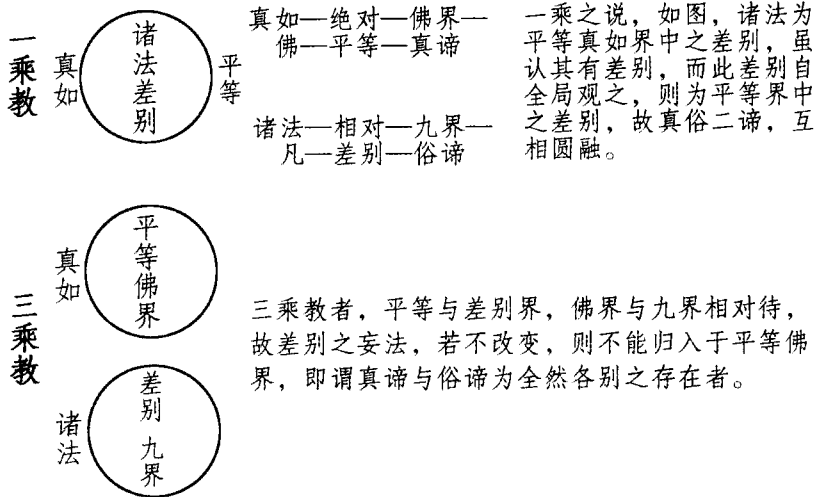 一乘教
真如
诸法差别
平等
真如—绝对—佛界—
佛—平等—真谛
诸法—相对—九界—
凡—差别—俗谛
一乘之说，如图，诸法为
平等真如界中之差别，虽
认其有差别，而此差别自
全局观之，则为平等界中
之差别，故真俗二谛，互
相圆融。
三乘教
真如
平等佛界
诸法
差别 九界
三乘教者，平等与差别界，佛界与九界相对待，
故差别之妄法，若不改变，则不能归入于平等佛
界，即谓真谛与俗谛为全然各别之存在者。